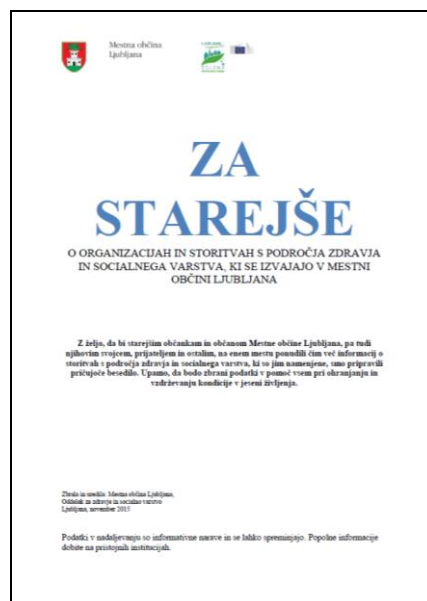 Mestna občina
Ljubljana
ZA
STAREJŠE
O ORGANIZACIJAH IN STORITVAH S PODROČJA ZDRAVJA
IN SOCIALNEGA VARSTVA, KI SE IZVAJAJO V MESTNI
OBČINI LJUBLJANA
Z željo, da bi starejšim občankam in občanom Mestne občine Ljubljana, pa tudi
njihovim svojcem, prijateljem in ostalim, na enem mestu ponudili čim več informacij o
storitvah s področja zdravja in socialnega varstva, ki so jim namenjene, smo pripravili
pričujoče besedilo. Upamo, da bodo zbrani podatki v pomoč vsem pri ohranjanju in
vzdrževanju kondicije v jeseni življenja.
Zbrala in uredila: Mestna občina Ljubljana,
Oddelek za zdravje in socialno varstvo
Ljubljana, november 2015
Podatki v nadaljevanju so informativne narave in se lahko spreminjajo. Popolne informacije
dobite na pristojnih institucijah.